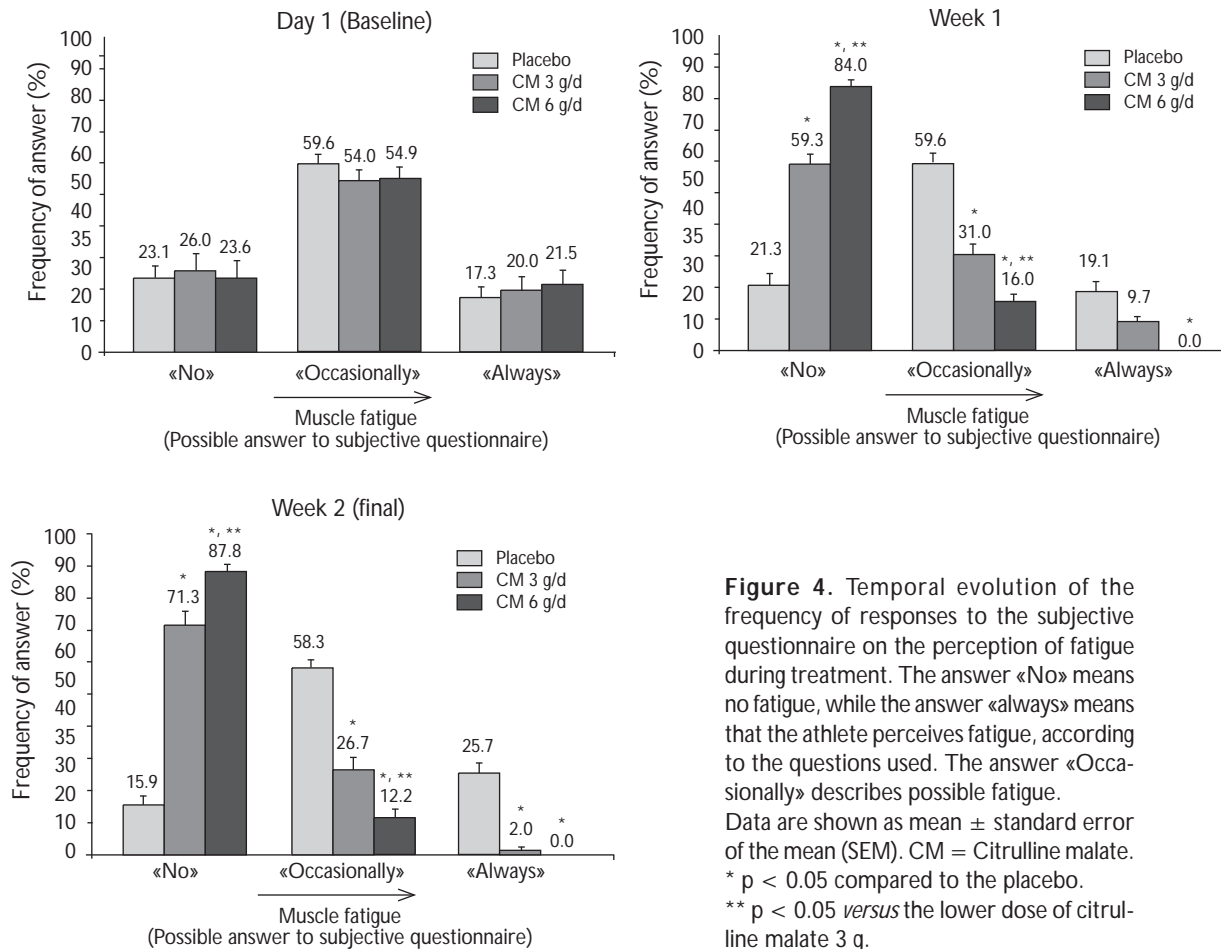 Day 1 (Baseline)
Frequency of answer (%)
100
90
80
70
60
50
35
30
20
10
0
Placebo
CM 3 g/d
CM 6 g/d
23.1 26.0 23.6
59.6 54.0 54.9
17.3 20.0 21.5
«No» «Occasionally» «Always»
Muscle fatigue
(Possible answer to subjective questionnaire)
Week 1
Frequency of answer (%)
100
90
80
70
60
50
35
30
20
10
0
Placebo
CM 3 g/d
CM 6 g/d
21.3
*
59.3
*, **
84.0
59.6
*
31.0
*, **
16.0
19.1
9.7
*
0.0
«No» «Occasionally» «Always»
Muscle fatigue
(Possible answer to subjective questionnaire)
Week 2 (final)
Frequency of answer (%)
100
90
80
70
60
50
35
30
20
10
0
Placebo
CM 3 g/d
CM 6 g/d
15.9
*
71.3
*, **
87.8
58.3
*
26.7
*, **
12.2
25.7
*
2.0
*
0.0
«No» «Occasionally» «Always»
Muscle fatigue
(Possible answer to subjective questionnaire)
Figure 4. Temporal evolution of the
frequency of responses to the subjective
questionnaire on the perception of fatigue
during treatment. The answer «No» means
no fatigue, while the answer «always» means
that the athlete perceives fatigue, according
to the questions used. The answer «Occa-
sionally» describes possible fatigue.
Data are shown as mean ± standard error
of the mean (SEM). CM = Citrulline malate.
* p < 0.05 compared to the placebo.
** p < 0.05 versus the lower dose of citrul-
line malate 3 g.